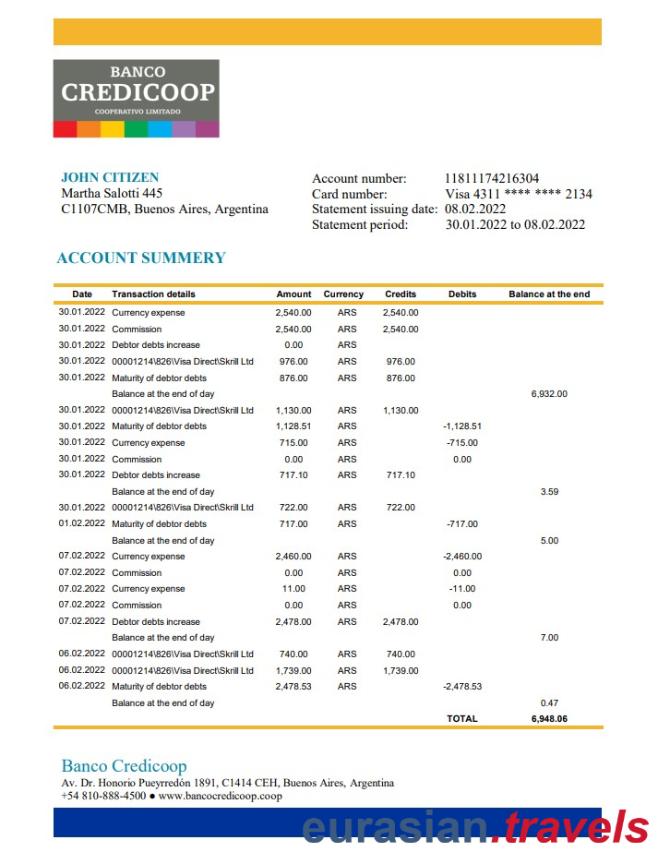 BANCO
CREDICOOP
COOPERATIVO LIMITADO
JOHN CITIZEN
Martha Salotti 445
C1107CMB, Buenos Aires, Argentina
Account number: 11811174216304
Card number: Visa 4311 **** **** 2134
Statement issuing date: 08.02.2022
Statement period: 30.01.2022 to 08.02.2022
ACCOUNT SUMMERY
Date Transaction details Amount Currency Credits Debits Balance at the end
30.01.2022 Currency expense 2,540.00 ARS 2,540.00
30.01.2022 Commission 2,540.00 ARS 2,540.00
30.01.2022 Debtor debts increase 0.00 ARS
30.01.2022 00001214\826\Visa Direct\Skrill Ltd 976.00 ARS 976.00
30.01.2022 Maturity of debtor debts 876.00 ARS 876.00
Balance at the end of day 6,932.00
30.01.2022 00001214\826\Visa Direct\Skrill Ltd 1,130.00 ARS 1,130.00
30.01.2022 Maturity of debtor debts 1,128.51 ARS -1,128.51
30.01.2022 Currency expense 715.00 ARS -715.00
30.01.2022 Commission 0.00 ARS 0.00
30.01.2022 Debtor debts increase 717.10 ARS 717.10
Balance at the end of day 3.59
30.01.2022 00001214\826\Visa Direct\Skrill Ltd 722.00 ARS 722.00
01.02.2022 Maturity of debtor debts 717.00 ARS -717.00
Balance at the end of day 5.00
07.02.2022 Currency expense 2,460.00 ARS -2,460.00
07.02.2022 Commission 0.00 ARS 0.00
07.02.2022 Currency expense 11.00 ARS -11.00
07.02.2022 Commission 0.00 ARS 0.00
07.02.2022 Debtor debts increase 2,478.00 ARS 2,478.00
Balance at the end of day 7.00
06.02.2022 00001214\826\Visa Direct\Skrill Ltd 740.00 ARS 740.00
06.02.2022 00001214\826\Visa Direct\Skrill Ltd 1,739.00 ARS 1,739.00
06.02.2022 Maturity of debtor debts 2,478.53 ARS -2,478.53
Balance at the end of day 0.47
TOTAL 6,948.06
Banco Credicoop
Av. Dr. Honorio Pueyrredón 1891, C1414 CEH, Buenos Aires, Argentina
+54 810-888-4500 ● www.bancocredicoop.coop
eurasian.travels